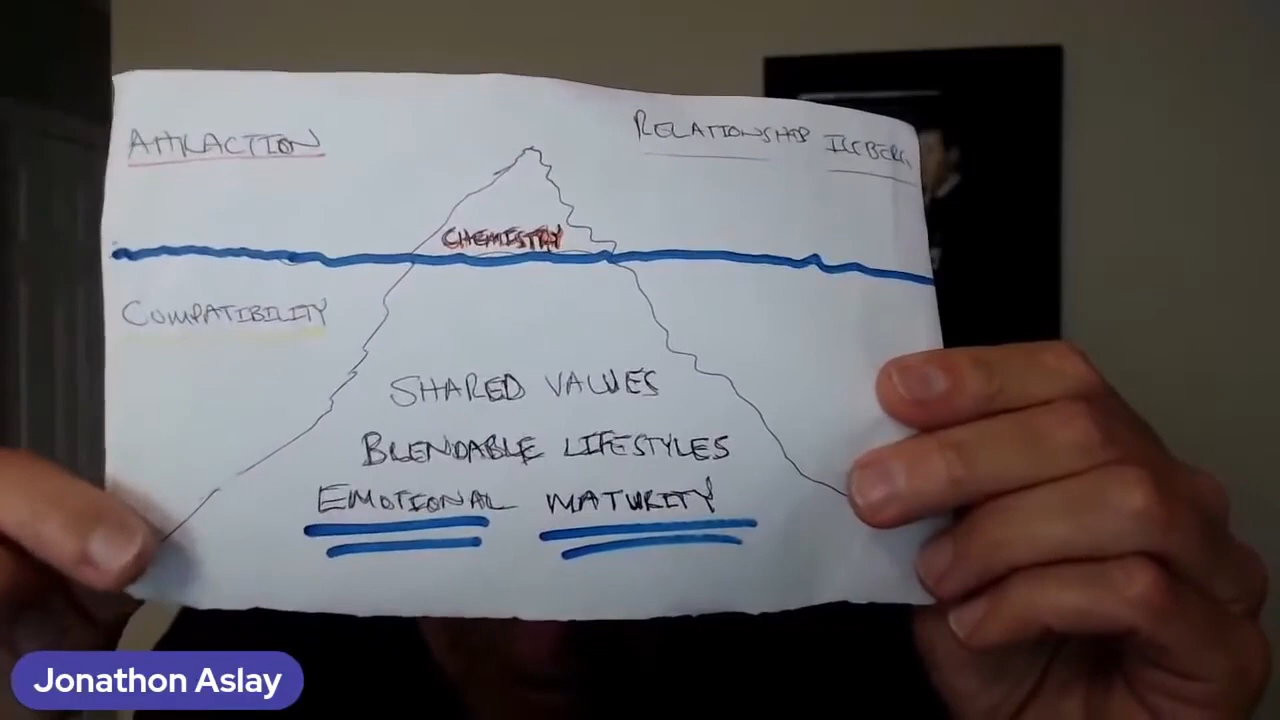 ATTRACTION
RELATIONSHIP ICEBERG
CHEMISTRY
COMPATIBILITY
SHARED VALUES
BLENDABLE LIFESTYLES
EMOTIONAL MATURITY
Jonathon Aslay